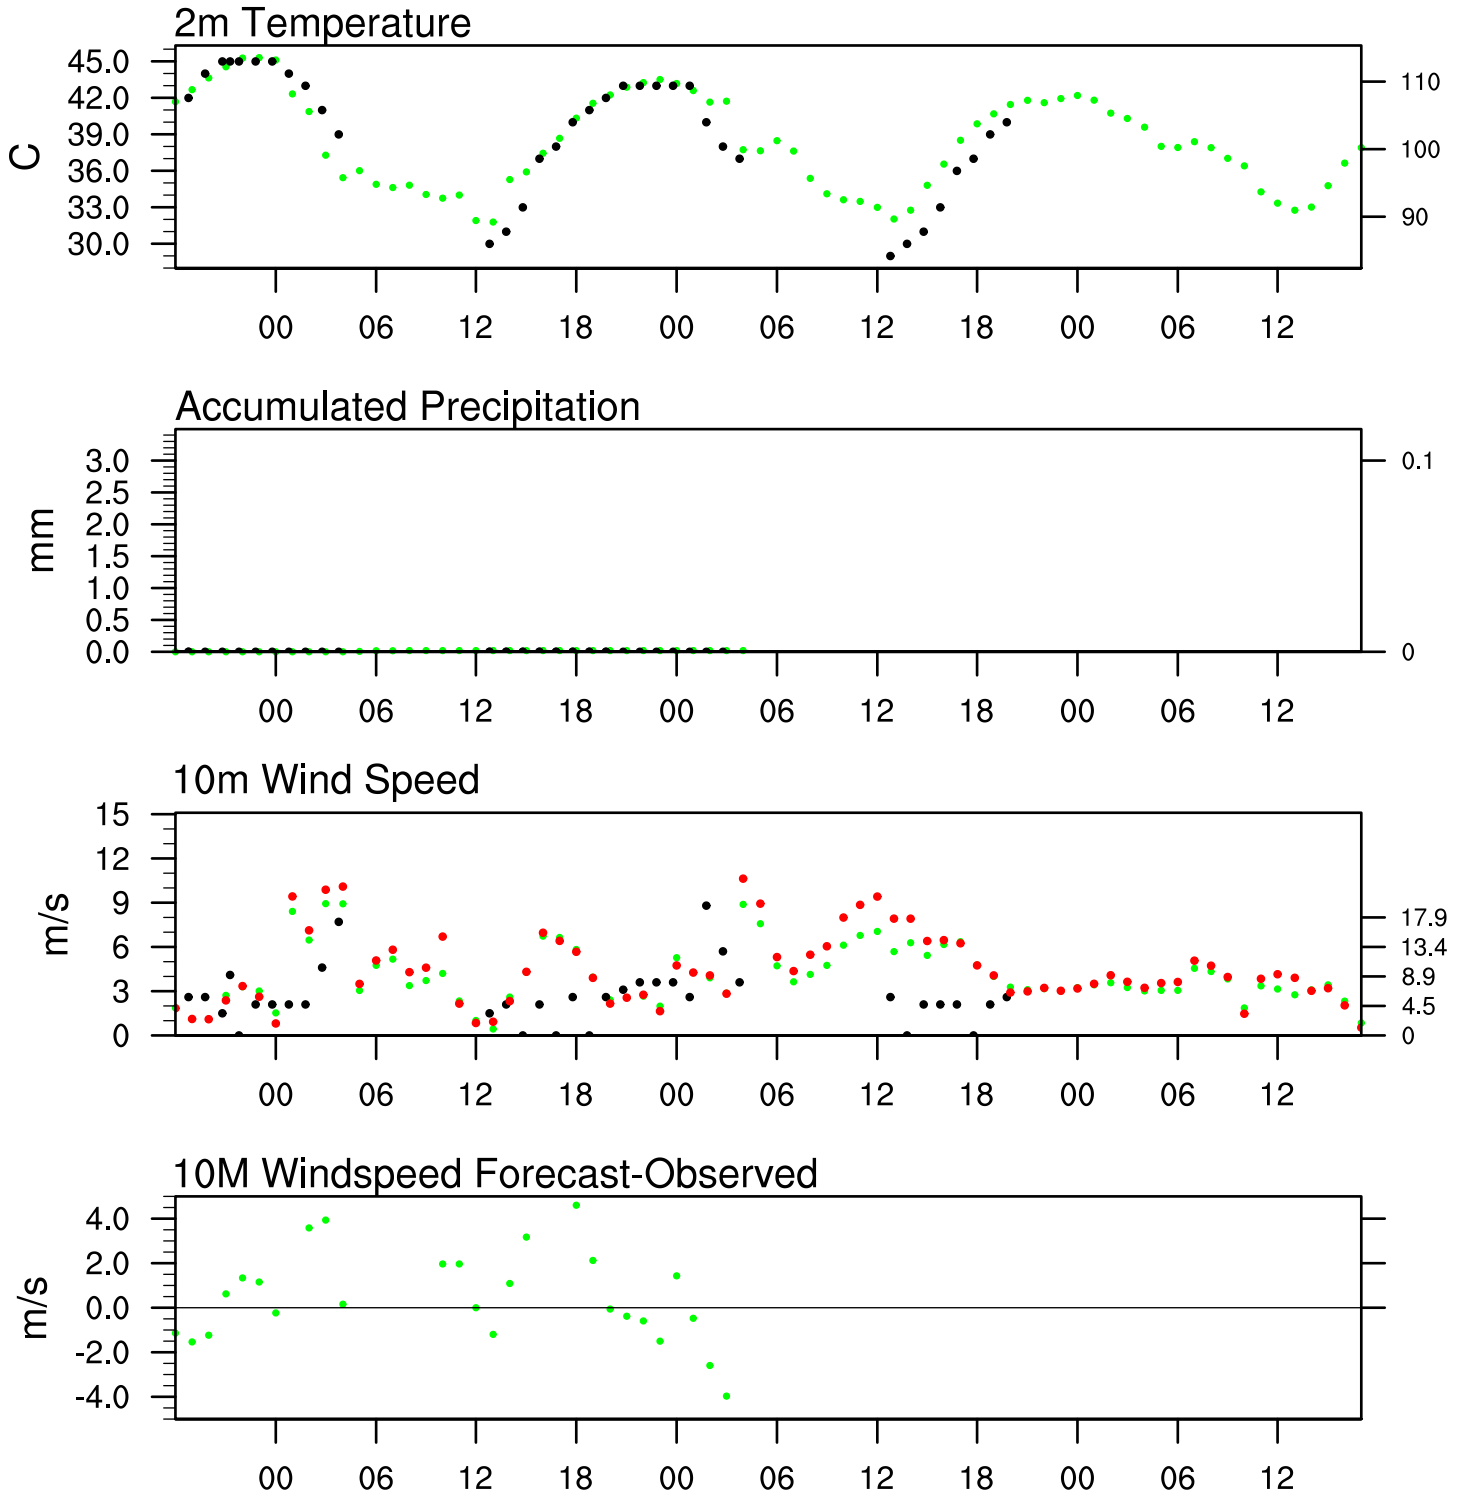 2m Temperature
45.0
42.0
39.0
36.0
33.0
30.0
C
110
100
90
00 06 12 18 00 06 12 18 00 06 12
Accumulated Precipitation
3.0
2.5
2.0
1.5
1.0
0.5
0.0
mm
0.1
0
00 06 12 18 00 06 12 18 00 06 12
10m Wind Speed
15
12
9
6
3
0
m/s
17.9
13.4
8.9
4.5
0
00 06 12 18 00 06 12 18 00 06 12
10M Windspeed Forecast-Observed
4.0
2.0
0.0
-2.0
-4.0
m/s
00 06 12 18 00 06 12 18 00 06 12